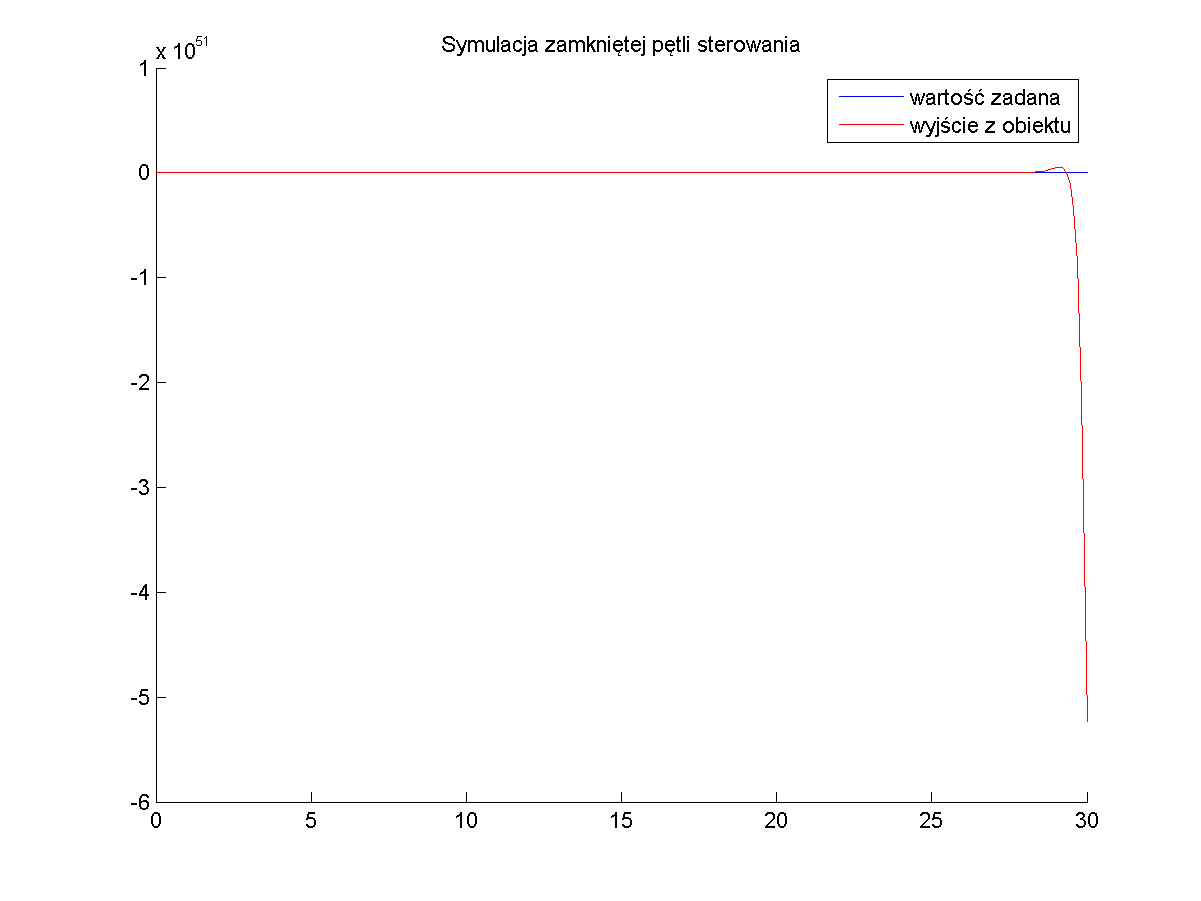 Symulacja zamkniętej pętli sterowania
x 10^51
wartość zadana
wyjście z obiektu
1
0
-1
-2
-3
-4
-5
-6
0 5 10 15 20 25 30